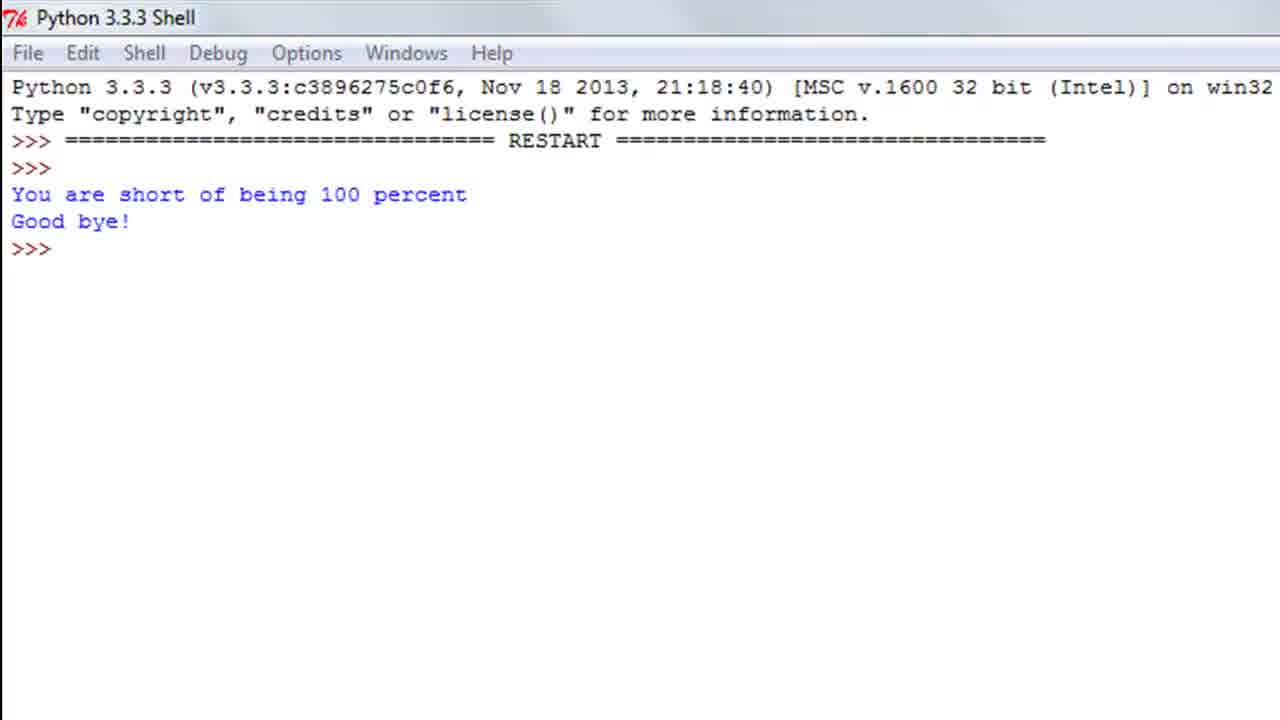 Python 3.3.3 Shell
File Edit Shell Debug Options Windows Help
Python 3.3.3 (v3.3.3:c3896275c0f6, Nov 18 2013, 21:18:40) [MSC v.1600 32 bit (Intel)] on win32
Type "copyright", "credits" or "license()" for more information.
>>> ================================ RESTART ================================
>>>
You are short of being 100 percent
Good bye!
>>>